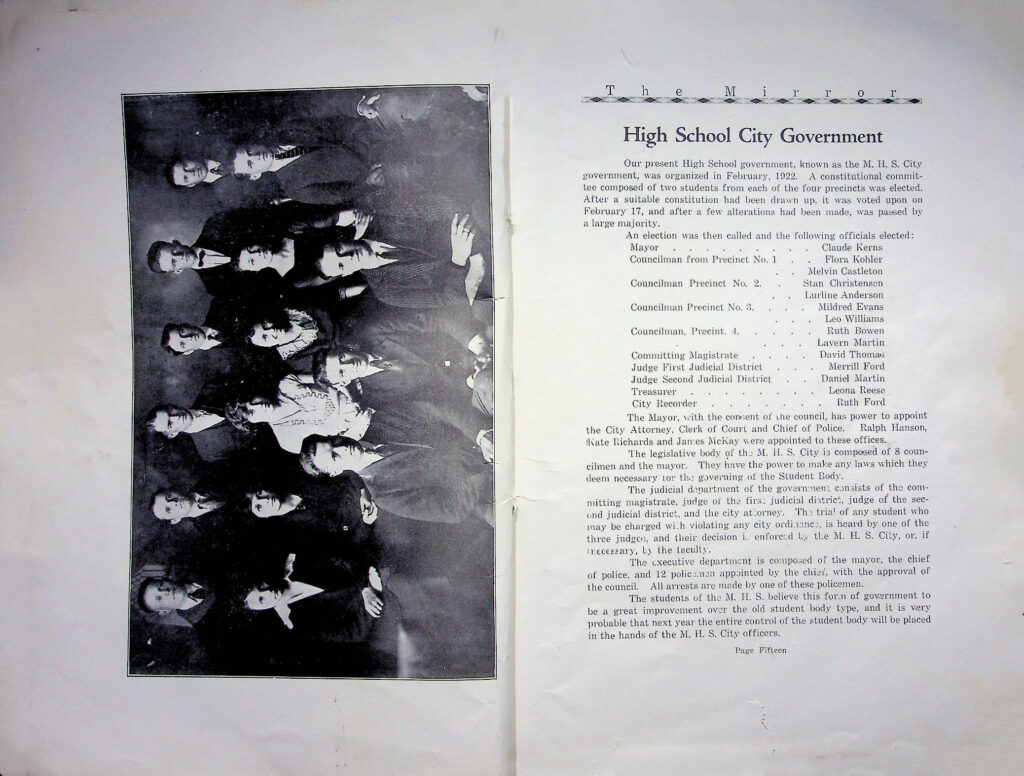 The Mirror
High School City Government
Our present High School government, known as the M. H. S. City
government, was organized in February, 1922. A constitutional commit-
tee composed of two students from each of the four precincts was elected.
After a suitable constitution had been drawn up, it was voted upon on
February 17, and after a few alterations had been made, was passed by
a large majority.
An election was then called and the following officials elected:
Mayor . . . . . . . . Claude Kerns
Councilman from Precinct No. 1 . . Flora Kohler
. . Melvin Castleton
Councilman Precinct No. 2. . Stan Christensen
. . Lurline Anderson
Councilman Precinct No. 3. . . . Mildred Evans
. . . Leo Williams
Councilman, Precint. 4. . . . . Ruth Bowen
. . . . Lavern Martin
Committing Magistrate . . . . David Thomas
Judge First Judicial District . . Merrill Ford
Judge Second Judicial District . . Daniel Martin
Treasurer . . . . . . . Leona Reese
City Recorder . . . . . . Ruth Ford
The Mayor, with the consent of the council, has power to appoint
the City Attorney, Clerk of Court and Chief of Police. Ralph Hanson,
Kate Richards and James McKay were appointed to these offices.
The legislative body of the M. H. S. City is composed of 8 coun-
cilmen and the mayor. They have the power to make any laws which they
deem necessary for the governing of the Student Body.
The judicial department of the government consists of the com-
mitting magistrate, judge of the first judicial district, judge of the sec-
ond judicial district, and the city attorney. The trial of any student who
may be charged with violating any city ordinance, is heard by one of the
three judges, and their decision is enforced by the M. H. S. City, or, if
necessary, by the faculty.
The executive department is composed of the mayor, the chief
of police, and 12 policemen appointed by the chief, with the approval of
the council. All arrests are made by one of these policemen.
The students of the M. H. S. believe this form of government to
be a great improvement over the old student body type, and it is very
probable that next year the entire control of the student body will be placed
in the hands of the M. H. S. City officers.
Page Fifteen